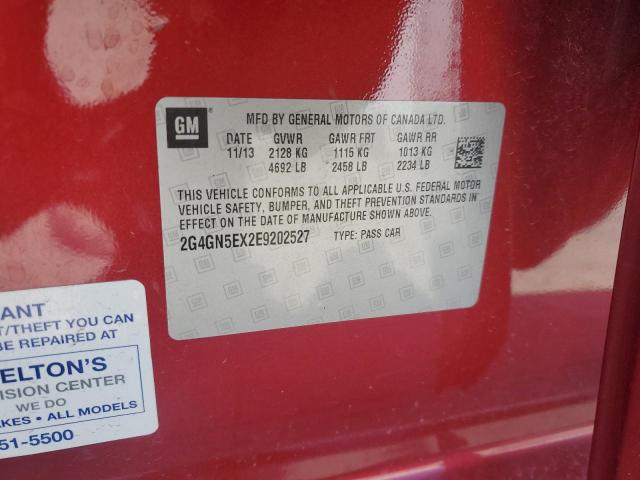 GM
MFD BY GENERAL MOTORS OF CANADA LTD.
DATE GVWR GAWR FRT GAWR RR
11/13 2128 KG 1115 KG 1013 KG
4692 LB 2458 LB 2234 LB
THIS VEHICLE CONFORMS TO ALL APPLICABLE U.S. FEDERAL MOTOR
VEHICLE SAFETY, BUMPER, AND THEFT PREVENTION STANDARDS IN
EFFECT ON THE DATE OF MANUFACTURE SHOWN ABOVE.
2G4GN5EX2E9202527 TYPE: PASS CAR
ANT
T/THEFT YOU CAN
BE REPAIRED AT
ELTON'S
ISION CENTER
WE DO
KES • ALL MODELS
51-5500